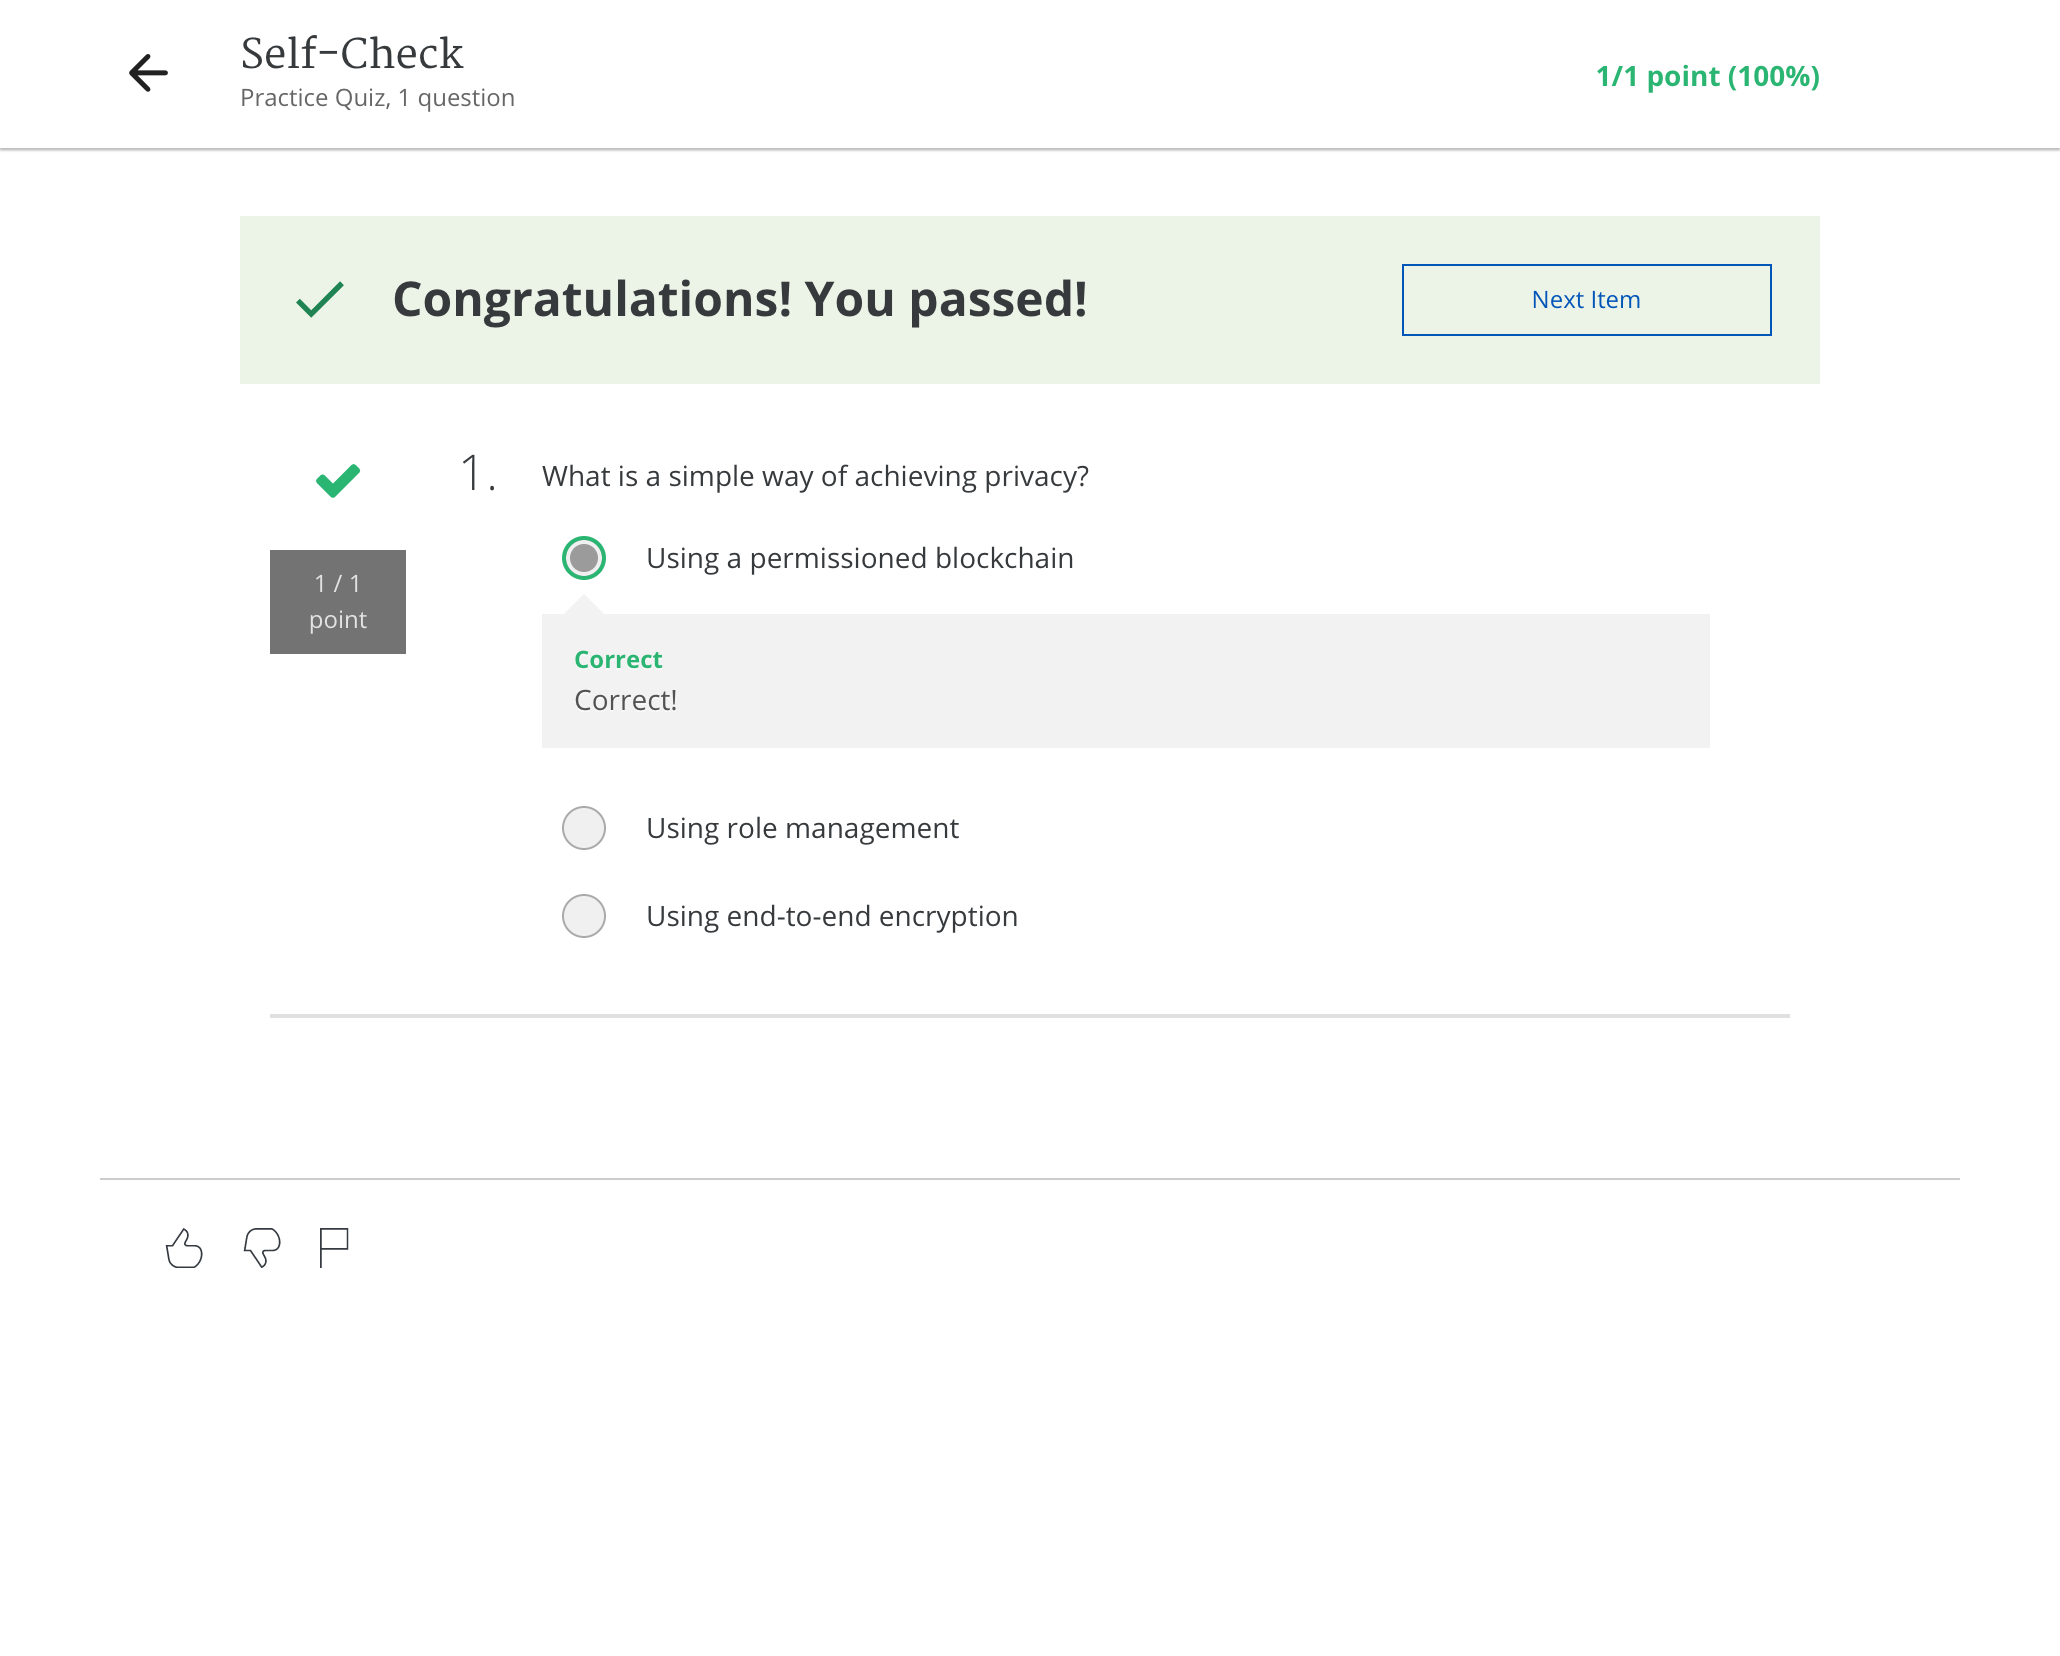 Self-Check
Practice Quiz, 1 question
1/1 point (100%)
Congratulations! You passed!
Next Item
1.
What is a simple way of achieving privacy?
1 / 1
point
Using a permissioned blockchain
Correct
Correct!
Using role management
Using end-to-end encryption